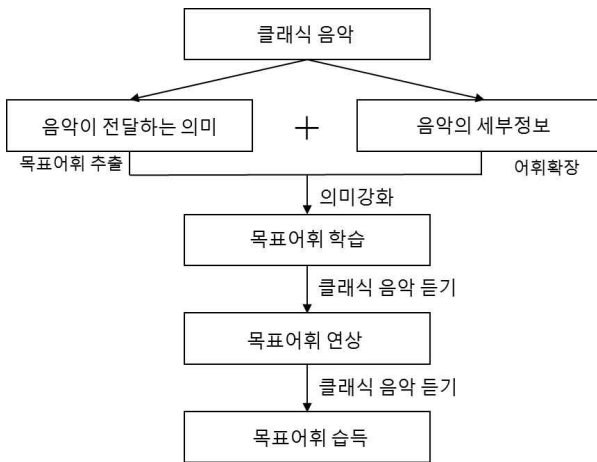 클래식 음악
음악이 전달하는 의미
+
음악의 세부정보
목표어휘 추출
어휘확장
의미강화
목표어휘 학습
클래식 음악 듣기
목표어휘 연상
클래식 음악 듣기
목표어휘 습득